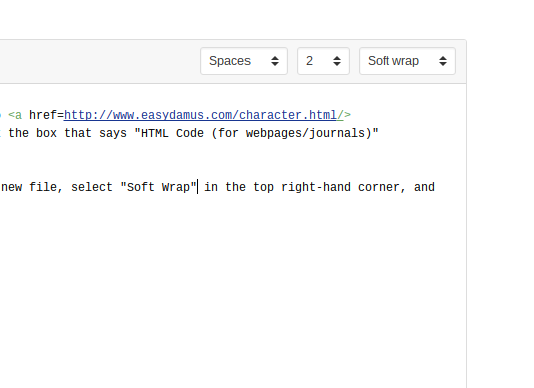 Spaces 2 Soft wrap
<a href=http://www.easydamus.com/character.html/>
the box that says "HTML Code (for webpages/journals)"
new file, select "Soft Wrap" in the top right-hand corner, and